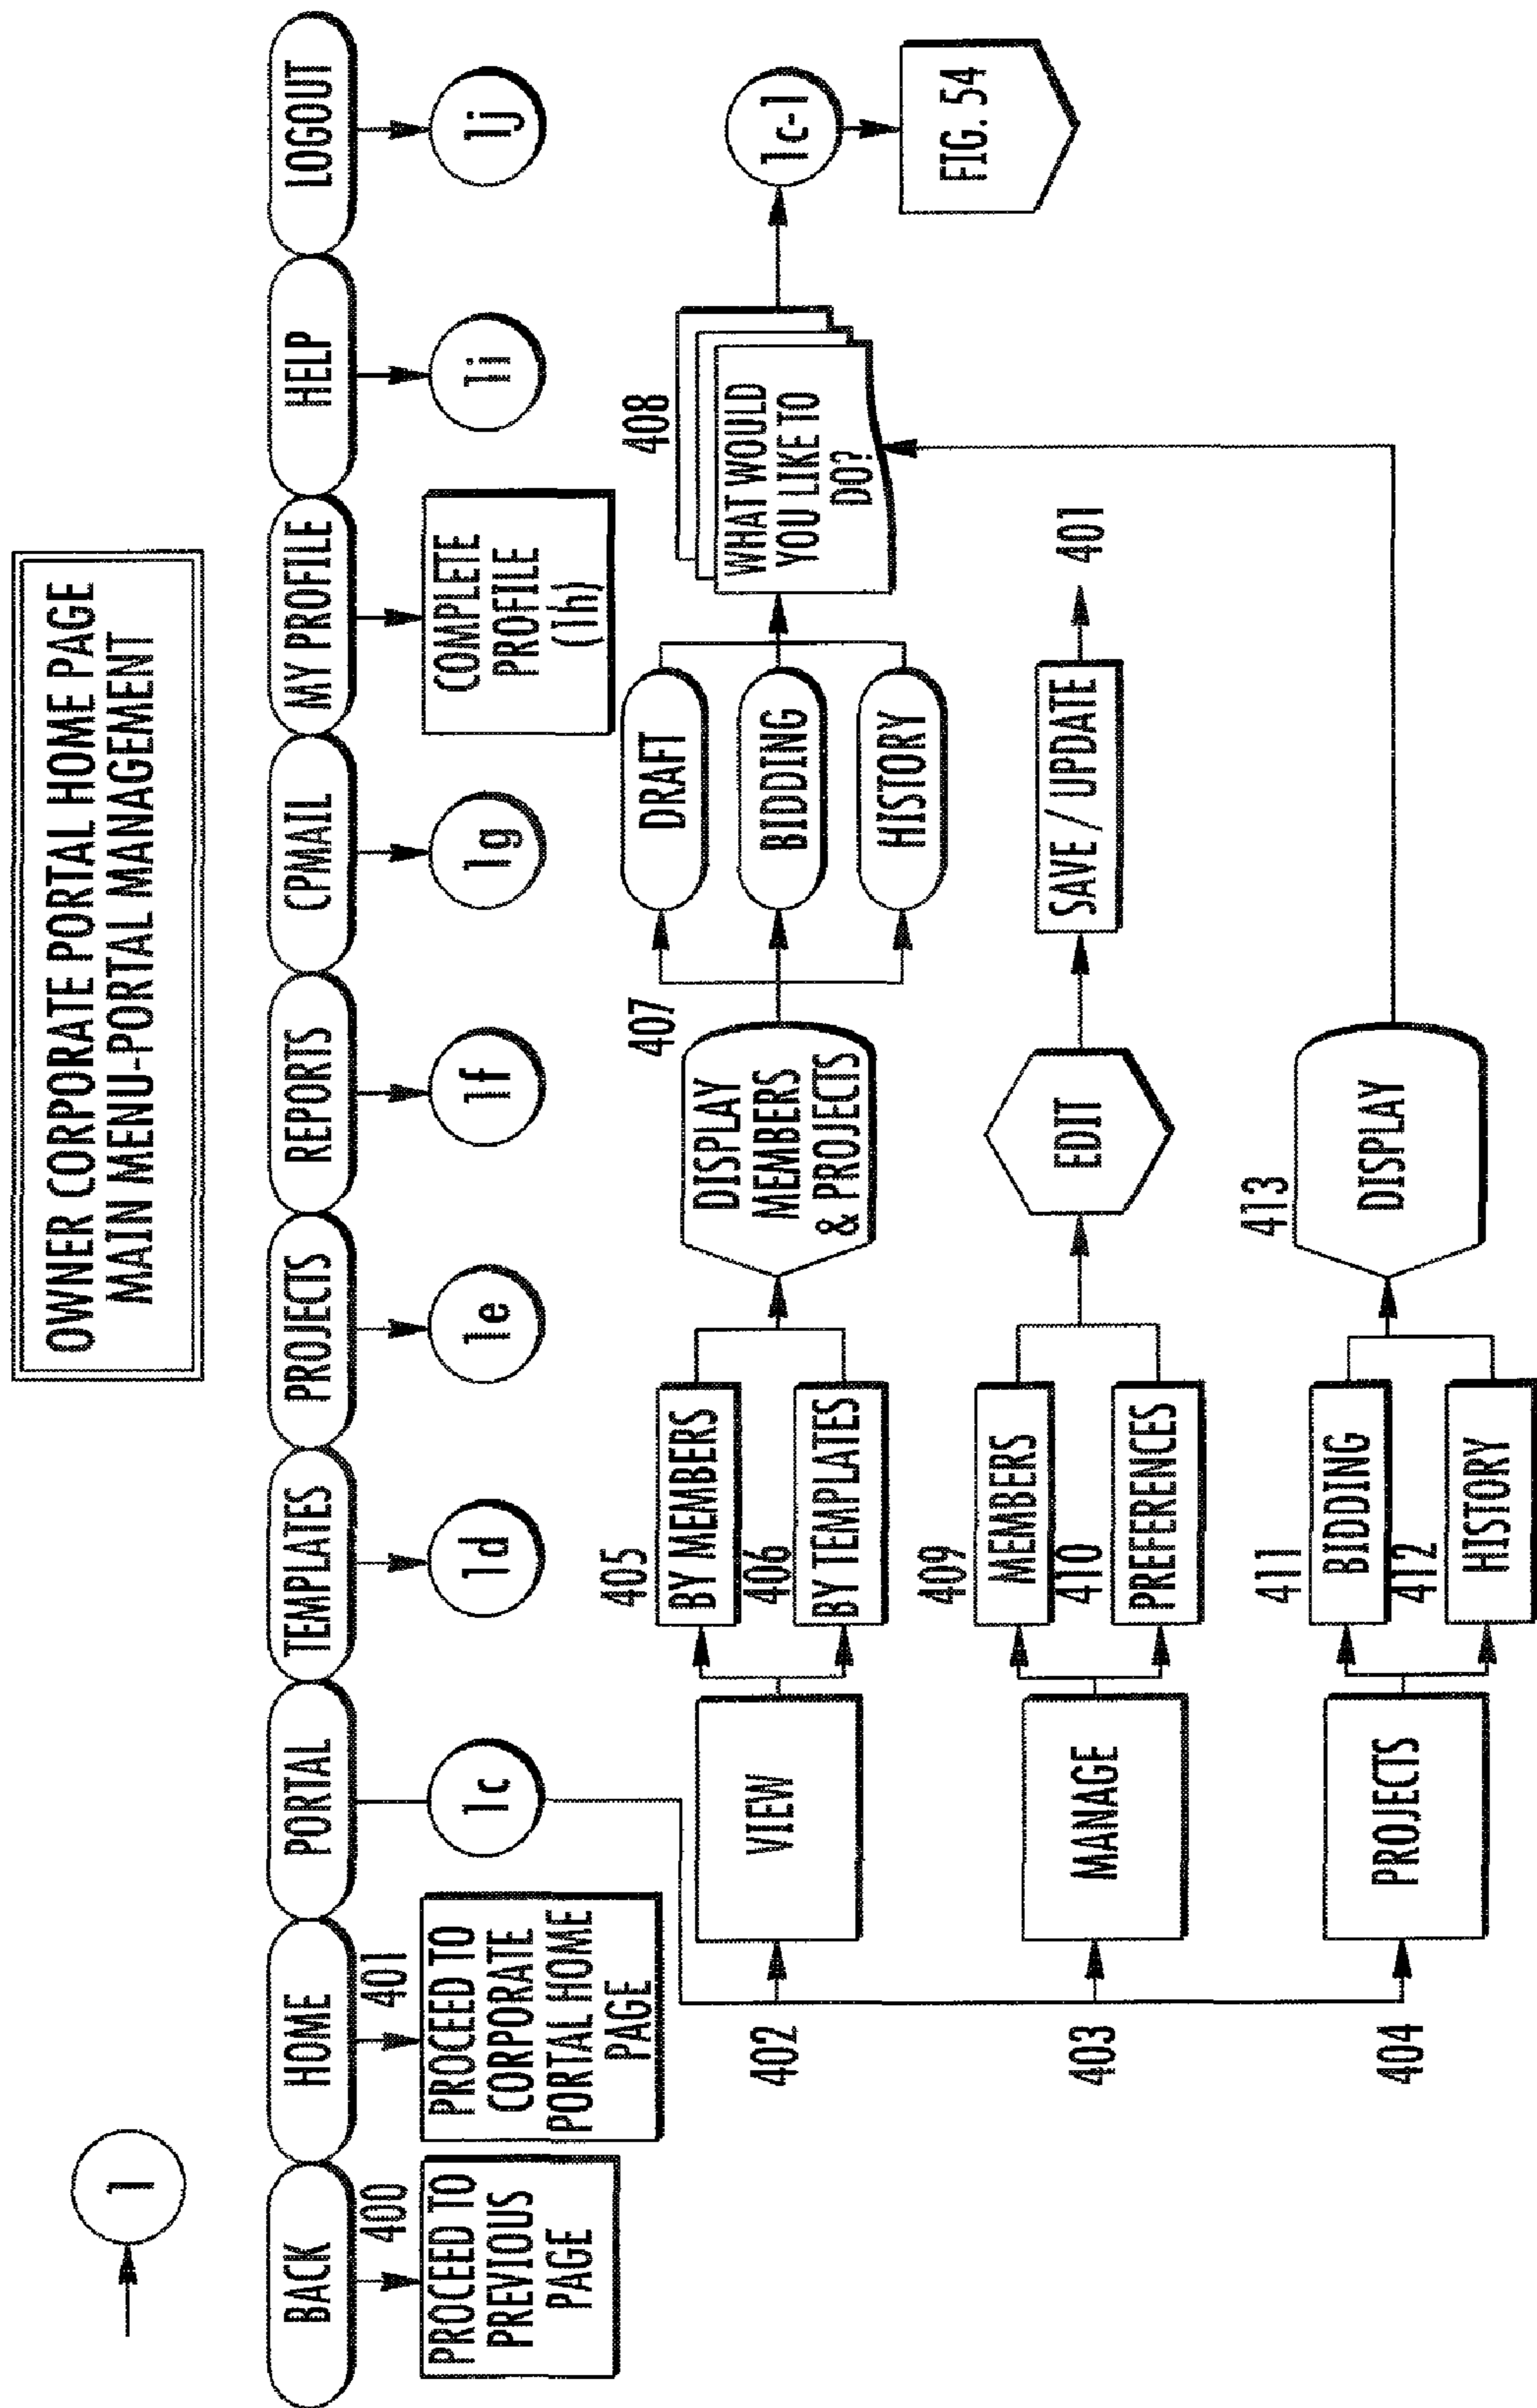 OWNER CORPORATE PORTAL HOME PAGE
MAIN MENU-PORTAL MANAGEMENT
1
BACK
HOME
PORTAL
TEMPLATES
PROJECTS
REPORTS
CPMAIL
MY PROFILE
HELP
LOGOUT
400
PROCEED TO
PREVIOUS
PAGE
401
PROCEED TO
CORPORATE
PORTAL HOME
PAGE
1c
1d
1e
1f
1g
COMPLETE
PROFILE
(1h)
1i
1j
402
VIEW
405
BY MEMBERS
406
BY TEMPLATES
407
DISPLAY
MEMBERS
& PROJECTS
DRAFT
BIDDING
HISTORY
408
WHAT WOULD
YOU LIKE TO
DO?
1c-1
FIG. 54
403
MANAGE
409
MEMBERS
410
PREFERENCES
EDIT
SAVE / UPDATE
401
404
PROJECTS
411
BIDDING
412
HISTORY
413
DISPLAY